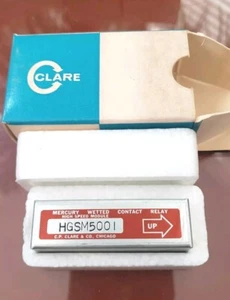 CLARE
MERCURY WETTED CONTACT RELAY
HIGH SPEED MODULE
HGSM5001
UP
C.P. CLARE & CO. CHICAGO